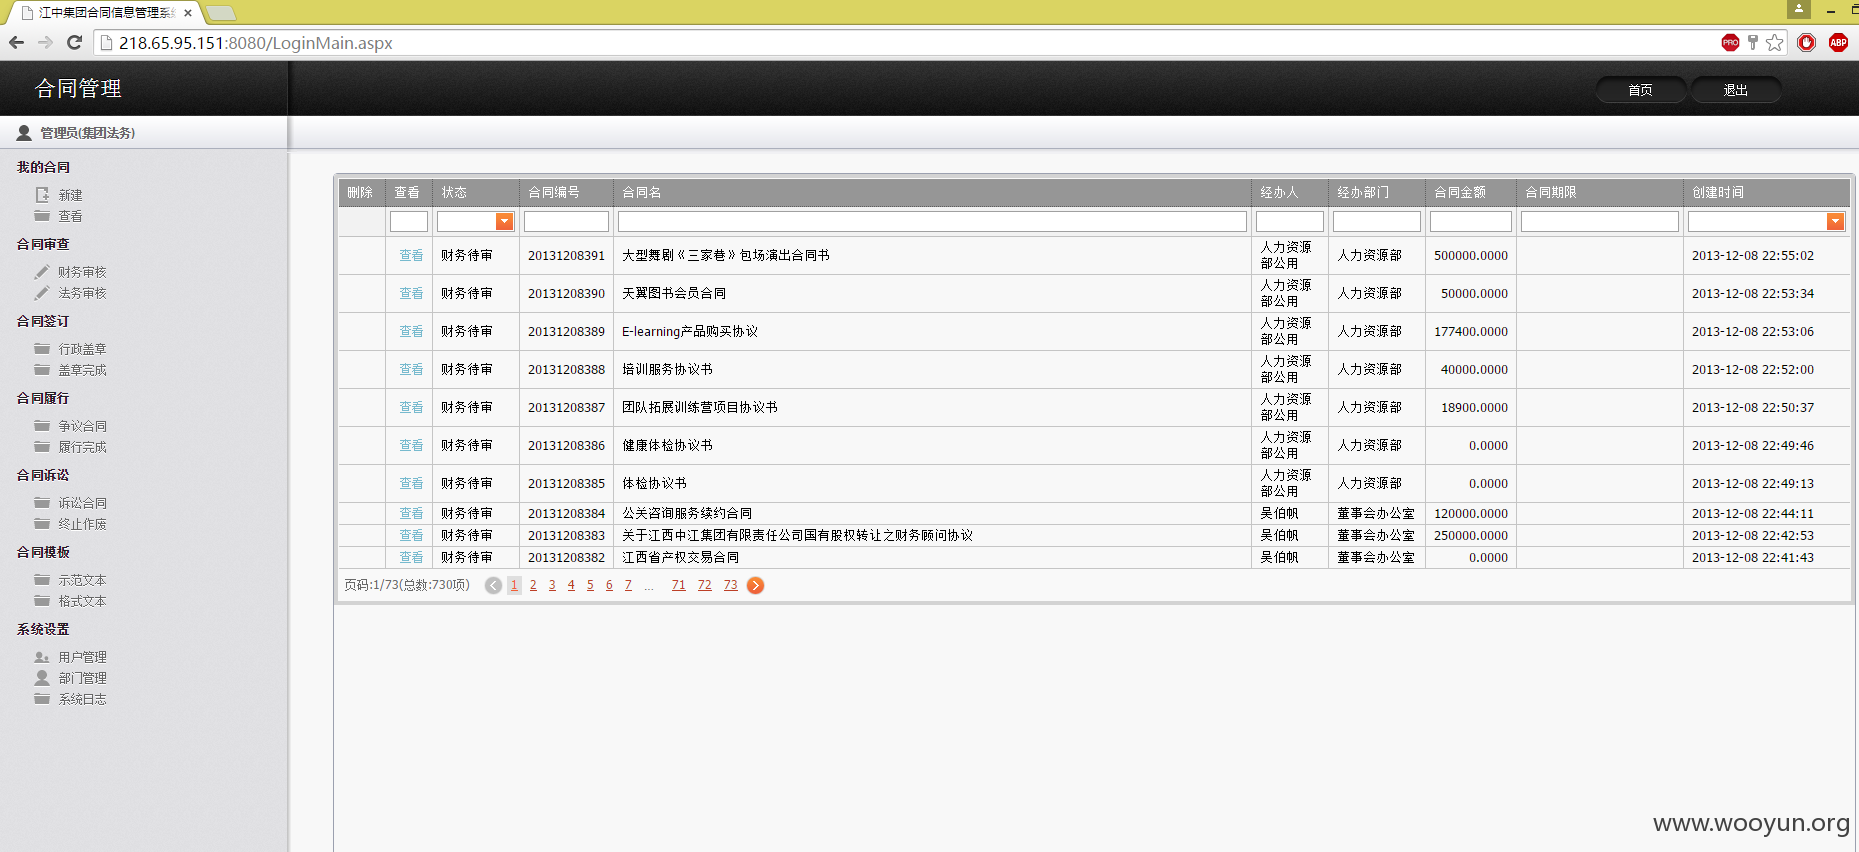 江中集团合同信息管理系
218.65.95.151:8080/LoginMain.aspx
PRO
ABP
合同管理
首页
退出
管理员(集团法务)
我的合同
新建
查看
合同审查
财务审核
法务审核
合同签订
行政盖章
盖章完成
合同履行
争议合同
履行完成
合同诉讼
诉讼合同
终止作废
合同模板
示范文本
格式文本
系统设置
用户管理
部门管理
系统日志
删除 查看 状态 合同编号 合同名 经办人 经办部门 合同金额 合同期限 创建时间
查看 财务待审 20131208391 大型舞剧《三家巷》包场演出合同书 人力资源部公用 人力资源部 500000.0000 2013-12-08 22:55:02
查看 财务待审 20131208390 天翼图书会员合同 人力资源部公用 人力资源部 50000.0000 2013-12-08 22:53:34
查看 财务待审 20131208389 E-learning产品购买协议 人力资源部公用 人力资源部 177400.0000 2013-12-08 22:53:06
查看 财务待审 20131208388 培训服务协议书 人力资源部公用 人力资源部 40000.0000 2013-12-08 22:52:00
查看 财务待审 20131208387 团队拓展训练营项目协议书 人力资源部公用 人力资源部 18900.0000 2013-12-08 22:50:37
查看 财务待审 20131208386 健康体检协议书 人力资源部公用 人力资源部 0.0000 2013-12-08 22:49:46
查看 财务待审 20131208385 体检协议书 人力资源部公用 人力资源部 0.0000 2013-12-08 22:49:13
查看 财务待审 20131208384 公关咨询服务续约合同 吴伯帆 董事会办公室 120000.0000 2013-12-08 22:44:11
查看 财务待审 20131208383 关于江西中江集团有限责任公司国有股权转让之财务顾问协议 吴伯帆 董事会办公室 250000.0000 2013-12-08 22:42:53
查看 财务待审 20131208382 江西省产权交易合同 吴伯帆 董事会办公室 0.0000 2013-12-08 22:41:43
页码:1/73(总数:730项) 1 2 3 4 5 6 7 … 71 72 73
www.wooyun.org